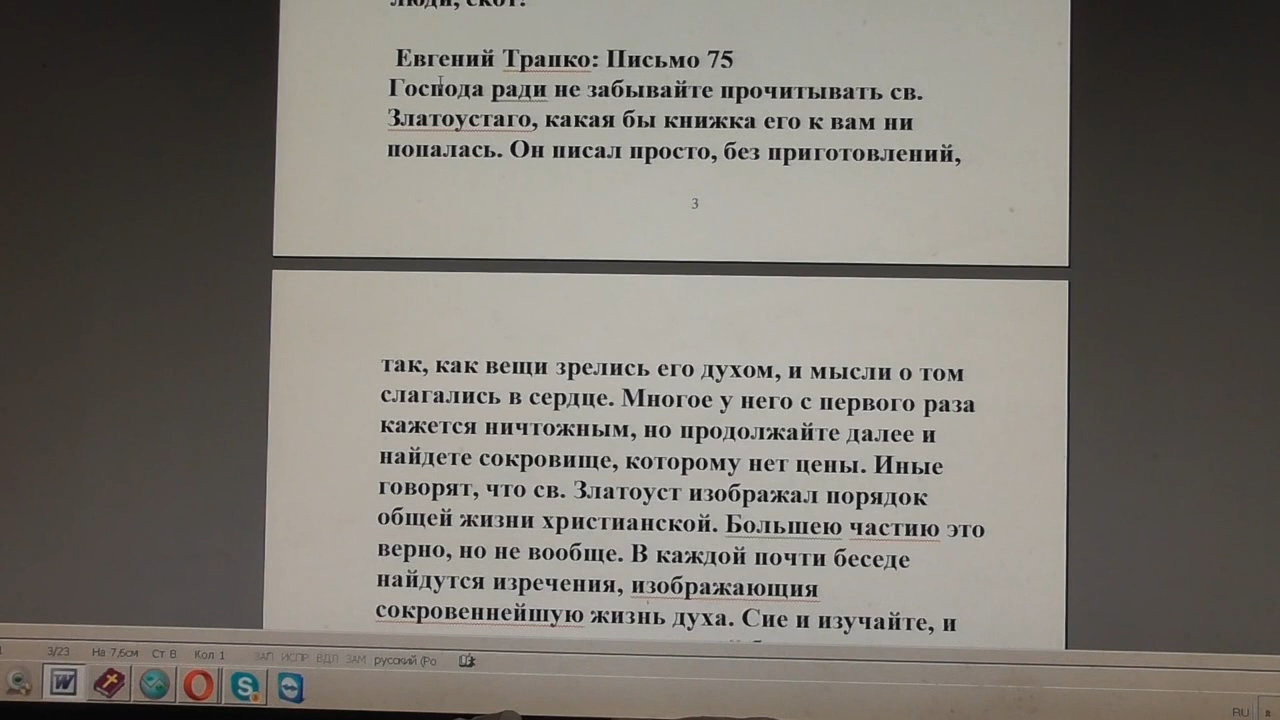 люди, скот.
Евгений Трапко: Письмо 75
Господа ради не забывайте прочитывать св.
Златоустаго, какая бы книжка его к вам ни
попалась. Он писал просто, без приготовлений,
3
так, как вещи зрелись его духом, и мысли о том
слагались в сердце. Многое у него с первого раза
кажется ничтожным, но продолжайте далее и
найдете сокровище, которому нет цены. Иные
говорят, что св. Златоуст изображал порядок
общей жизни христианской. Большею частию это
верно, но не вообще. В каждой почти беседе
найдутся изречения, изображающия
сокровеннейшую жизнь духа. Сие и изучайте, и
3/23 На 7,6см Ст 8 Кол 1 ЗАП ИСПР ВДЛ ЗАМ русский (Ро
RU